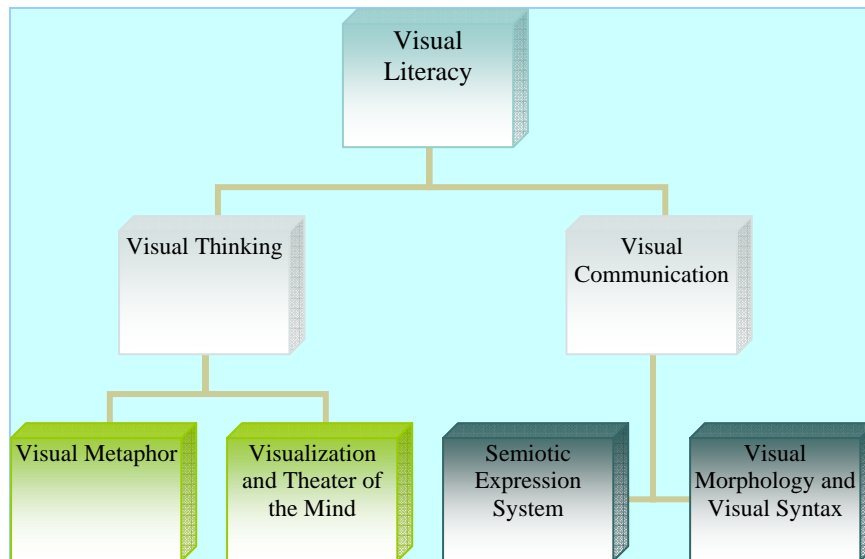 Visual
Literacy
Visual Thinking
Visual
Communication
Visual Metaphor
Visualization
and Theater of
the Mind
Semiotic
Expression
System
Visual
Morphology and
Visual Syntax